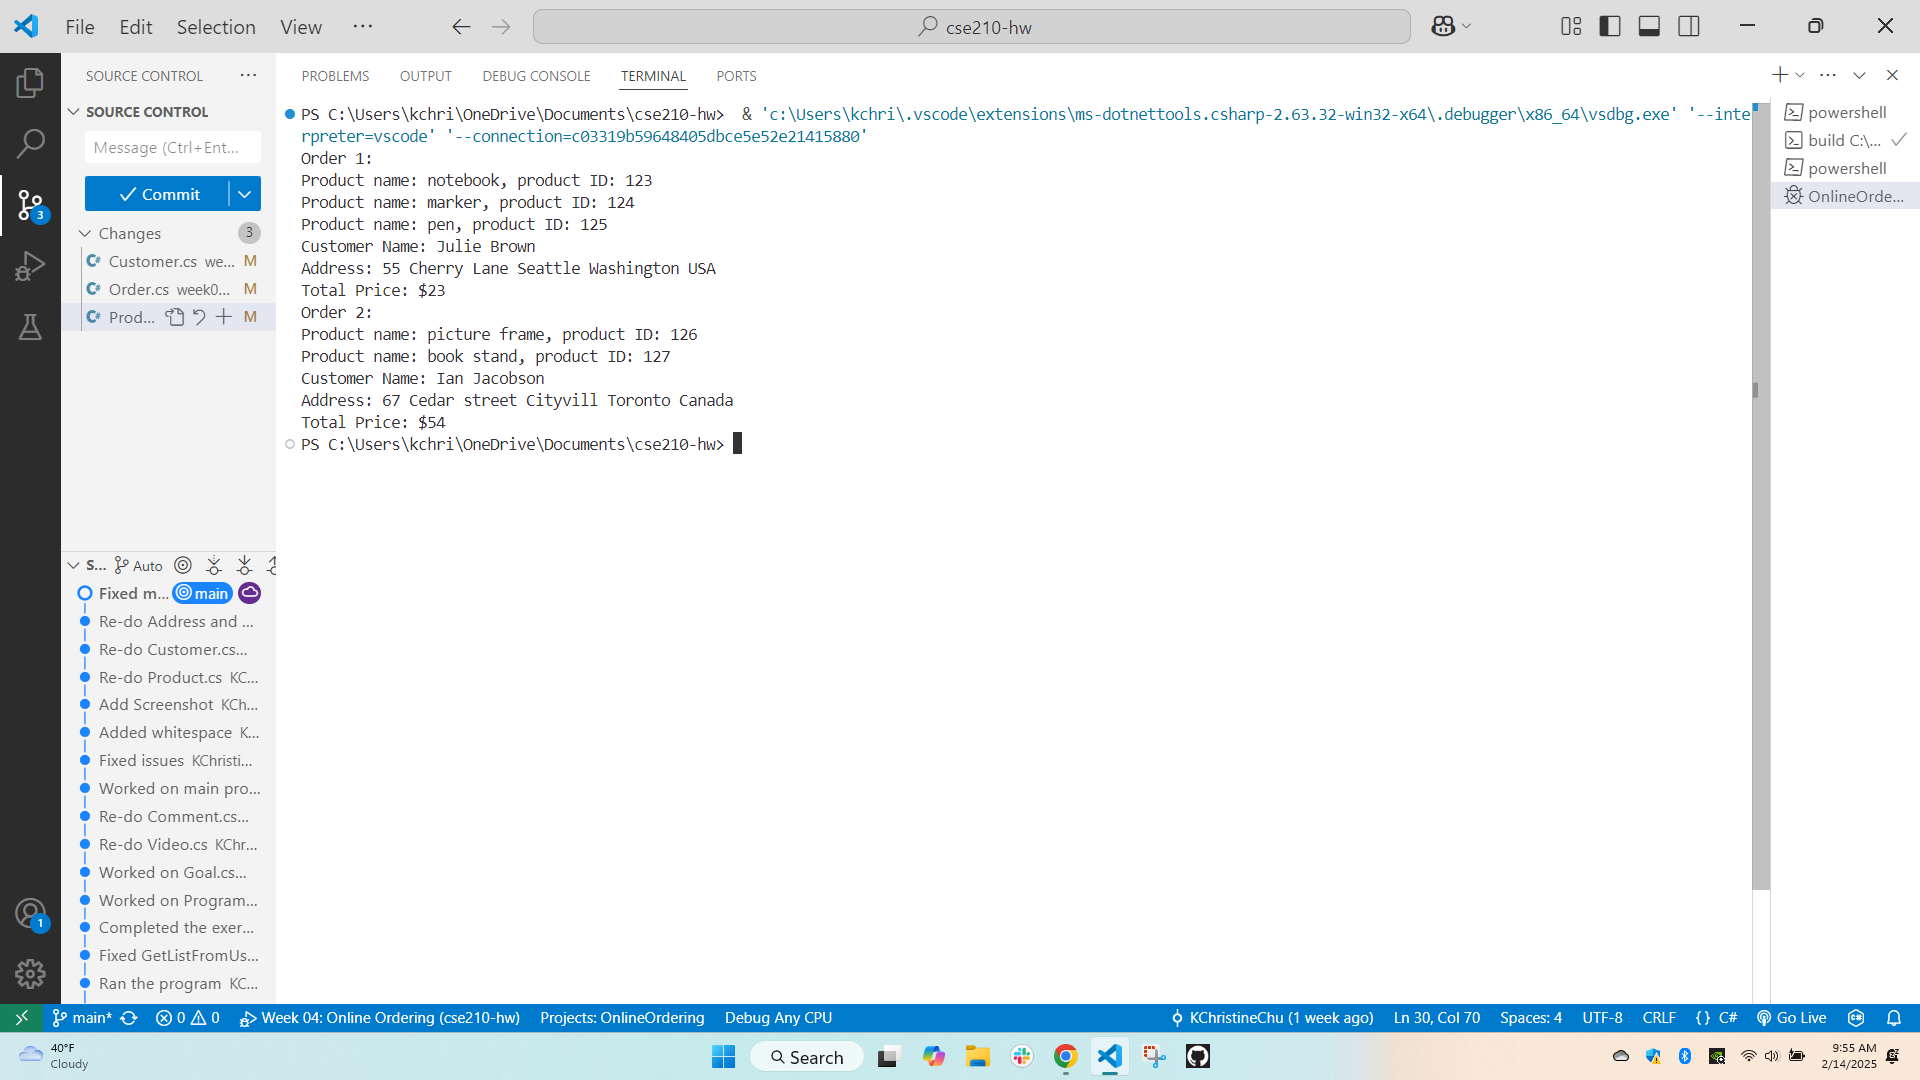 File Edit Selection View ···
cse210-hw
SOURCE CONTROL ···
SOURCE CONTROL
Message (Ctrl+Ent...
Commit
Changes 3
Customer.cs we... M
Order.cs week0... M
Prod... M
3
PROBLEMS OUTPUT DEBUG CONSOLE TERMINAL PORTS
PS C:\Users\kchri\OneDrive\Documents\cse210-hw>  & 'c:\Users\kchri\.vscode\extensions\ms-dotnettools.csharp-2.63.32-win32-x64\.debugger\x86_64\vsdbg.exe' '--inte
rpreter=vscode' '--connection=c03319b59648405dbce5e52e21415880'
Order 1:
Product name: notebook, product ID: 123
Product name: marker, product ID: 124
Product name: pen, product ID: 125
Customer Name: Julie Brown
Address: 55 Cherry Lane Seattle Washington USA
Total Price: $23
Order 2:
Product name: picture frame, product ID: 126
Product name: book stand, product ID: 127
Customer Name: Ian Jacobson
Address: 67 Cedar street Cityvill Toronto Canada
Total Price: $54
PS C:\Users\kchri\OneDrive\Documents\cse210-hw>
powershell
build C:\...
powershell
OnlineOrde...
S... Auto
Fixed m... main
Re-do Address and ...
Re-do Customer.cs...
Re-do Product.cs KC...
Add Screenshot KCh...
Added whitespace K...
Fixed issues KChristi...
Worked on main pro...
Re-do Comment.cs...
Re-do Video.cs KChr...
Worked on Goal.cs...
Worked on Program...
Completed the exer...
Fixed GetListFromUs...
Ran the program KC...
1
main* 0 0 Week 04: Online Ordering (cse210-hw) Projects: OnlineOrdering Debug Any CPU
KChristineChu (1 week ago) Ln 30, Col 70 Spaces: 4 UTF-8 CRLF {} C# Go Live
40°F
Cloudy
Search
9:55 AM
2/14/2025